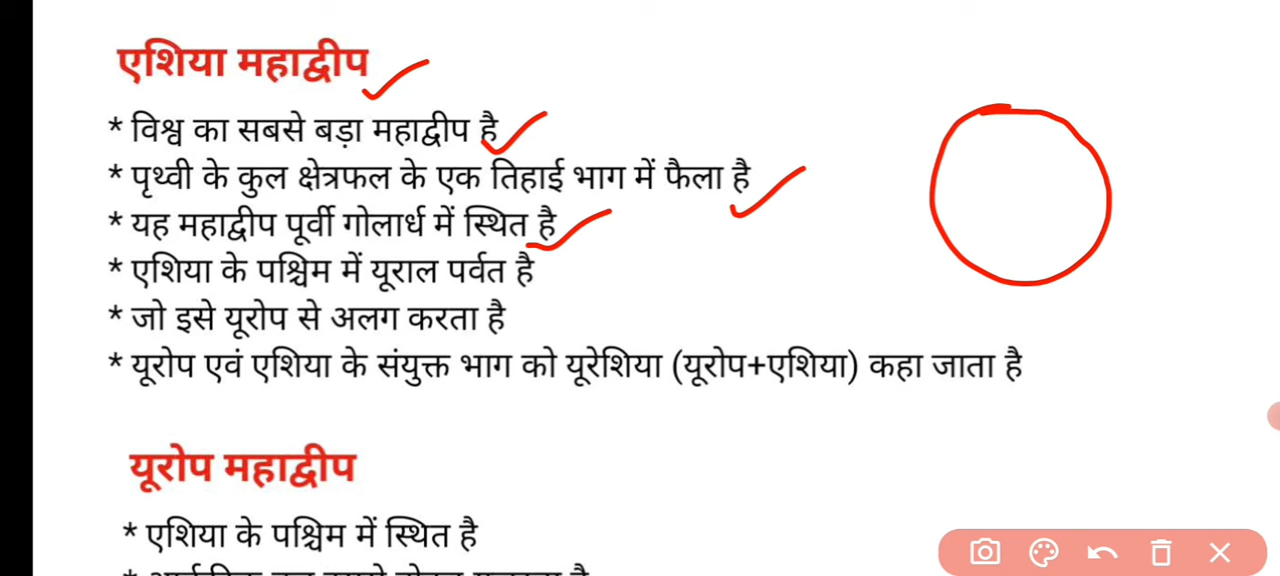 एशिया महाद्वीप
* विश्व का सबसे बड़ा महाद्वीप है
* पृथ्वी के कुल क्षेत्रफल के एक तिहाई भाग में फैला है
* यह महाद्वीप पूर्वी गोलार्ध में स्थित है
* एशिया के पश्चिम में यूराल पर्वत है
* जो इसे यूरोप से अलग करता है
* यूरोप एवं एशिया के संयुक्त भाग को यूरेशिया (यूरोप+एशिया) कहा जाता है
यूरोप महाद्वीप
* एशिया के पश्चिम में स्थित है